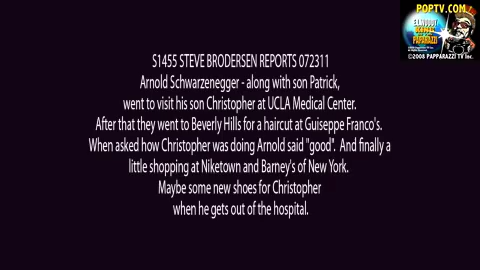 POPTV.COM
PAPARAZZI
©2008 PAPPARAZZI TV Inc.
S1455 STEVE BRODERSEN REPORTS 072311
Arnold Schwarzenegger - along with son Patrick,
went to visit his son Christopher at UCLA Medical Center.
After that they went to Beverly Hills for a haircut at Guiseppe Franco's.
When asked how Christopher was doing Arnold said "good". And finally a
little shopping at Niketown and Barney's of New York.
Maybe some new shoes for Christopher
when he gets out of the hospital.